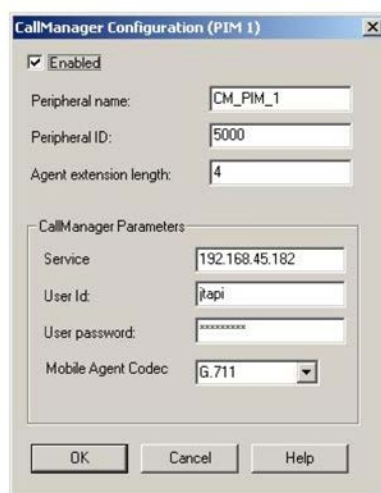 CallManager Configuration (PIM 1)
Enabled
Peripheral name: CM_PIM_1
Peripheral ID: 5000
Agent extension length: 4
CallManager Parameters
Service 192.168.45.182
User Id: jtapi
User password: *********
Mobile Agent Codec G.711
OK Cancel Help